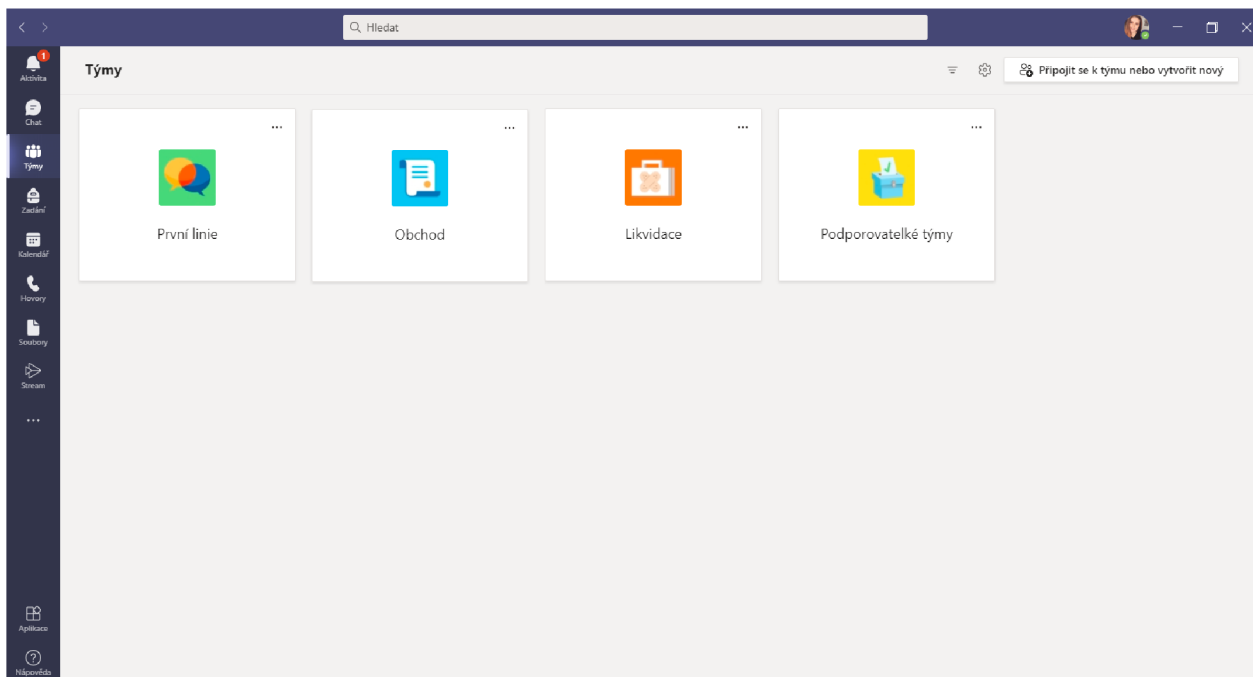 Hledat
1
Aktivita
Chat
Týmy
Zadání
Kalendář
Hovory
Soubory
Stream
Aplikace
Nápověda
Týmy
Připojit se k týmu nebo vytvořit nový
První linie
Obchod
Likvidace
Podporovatelké týmy